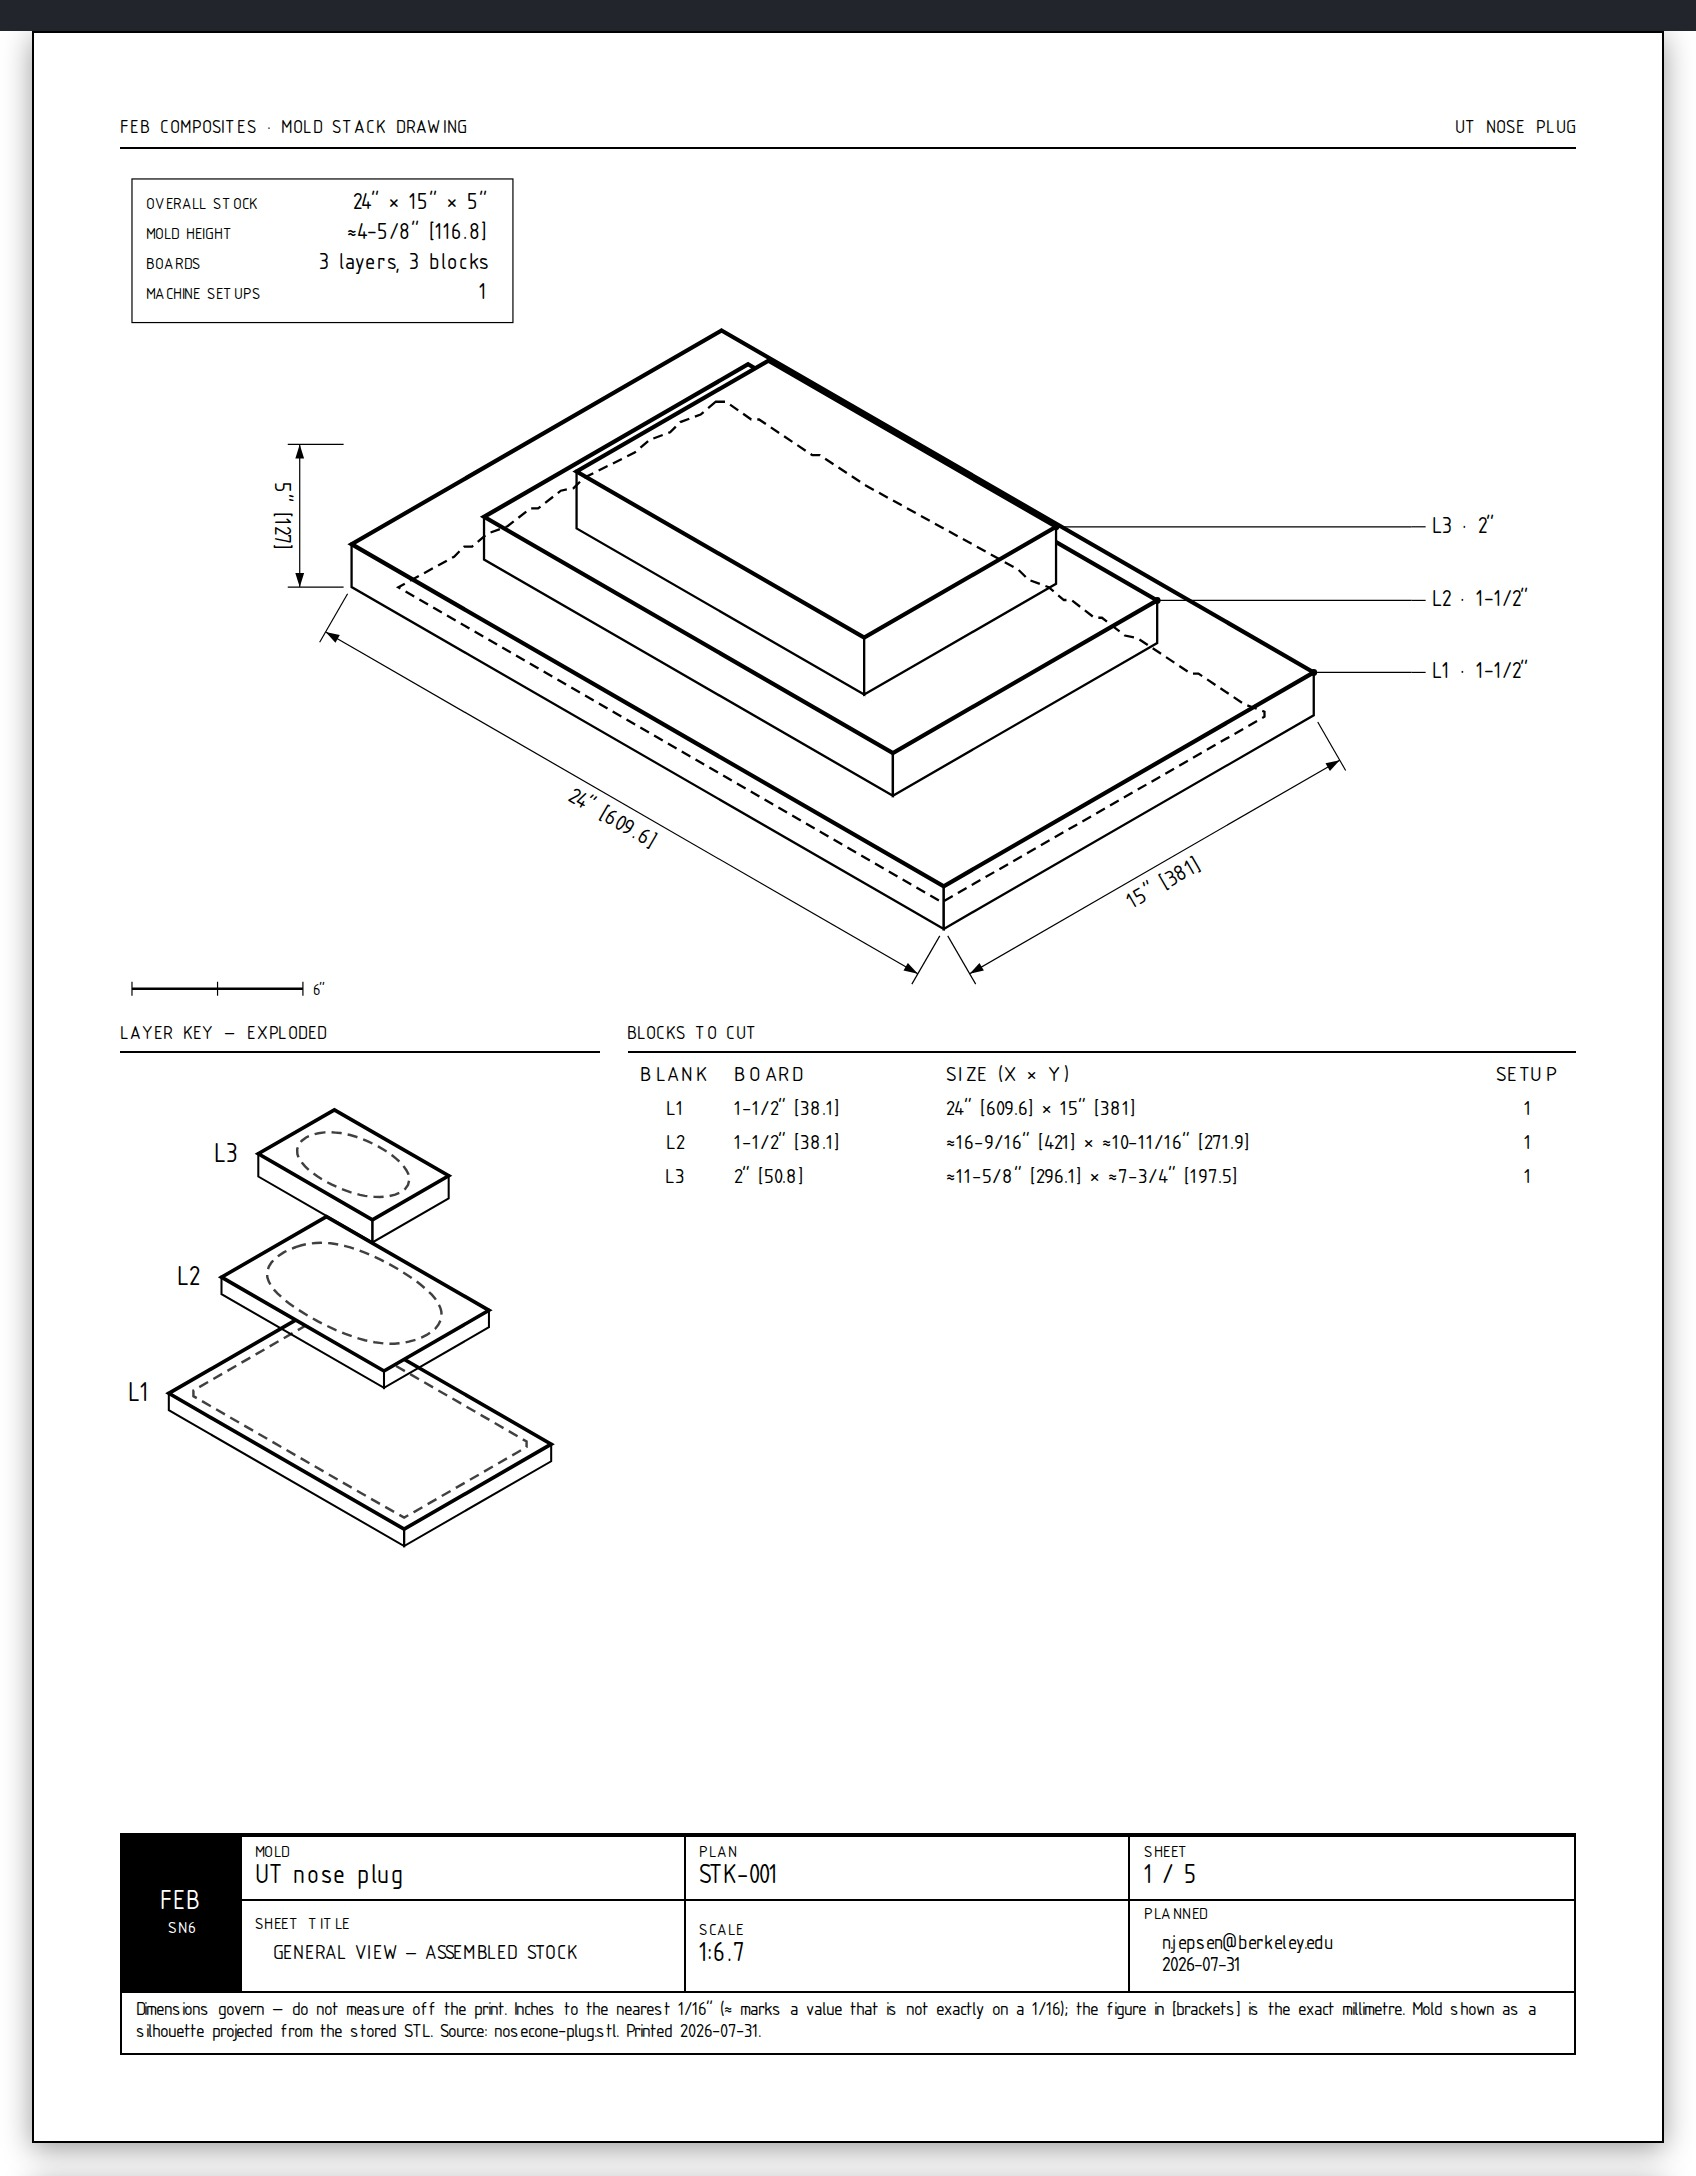 FEB COMPOSITES · MOLD STACK DRAWING
UT NOSE PLUG
OVERALL STOCK 24″ × 15″ × 5″
MOLD HEIGHT ≈4-5/8″ [116.8]
BOARDS 3 layers, 3 blocks
MACHINE SETUPS 1
5″ [127]
L3 · 2″
L2 · 1-1/2″
L1 · 1-1/2″
24″ [609.6]
15″ [381]
6″
LAYER KEY — EXPLODED
L3
L2
L1
BLOCKS TO CUT
BLANK BOARD SIZE (X × Y) SETUP
L1 1-1/2″ [38.1] 24″ [609.6] × 15″ [381] 1
L2 1-1/2″ [38.1] ≈16-9/16″ [421] × ≈10-11/16″ [271.9] 1
L3 2″ [50.8] ≈11-5/8″ [296.1] × ≈7-3/4″ [197.5] 1
FEB
SN6
MOLD
UT nose plug
PLAN
STK-001
SHEET
1 / 5
SHEET TITLE
GENERAL VIEW — ASSEMBLED STOCK
SCALE
1:6.7
PLANNED
njepsen@berkeley.edu
2026-07-31
Dimensions govern — do not measure off the print. Inches to the nearest 1/16″ (≈ marks a value that is not exactly on a 1/16); the figure in [brackets] is the exact millimetre. Mold shown as a
silhouette projected from the stored STL. Source: nosecone-plug.stl. Printed 2026-07-31.